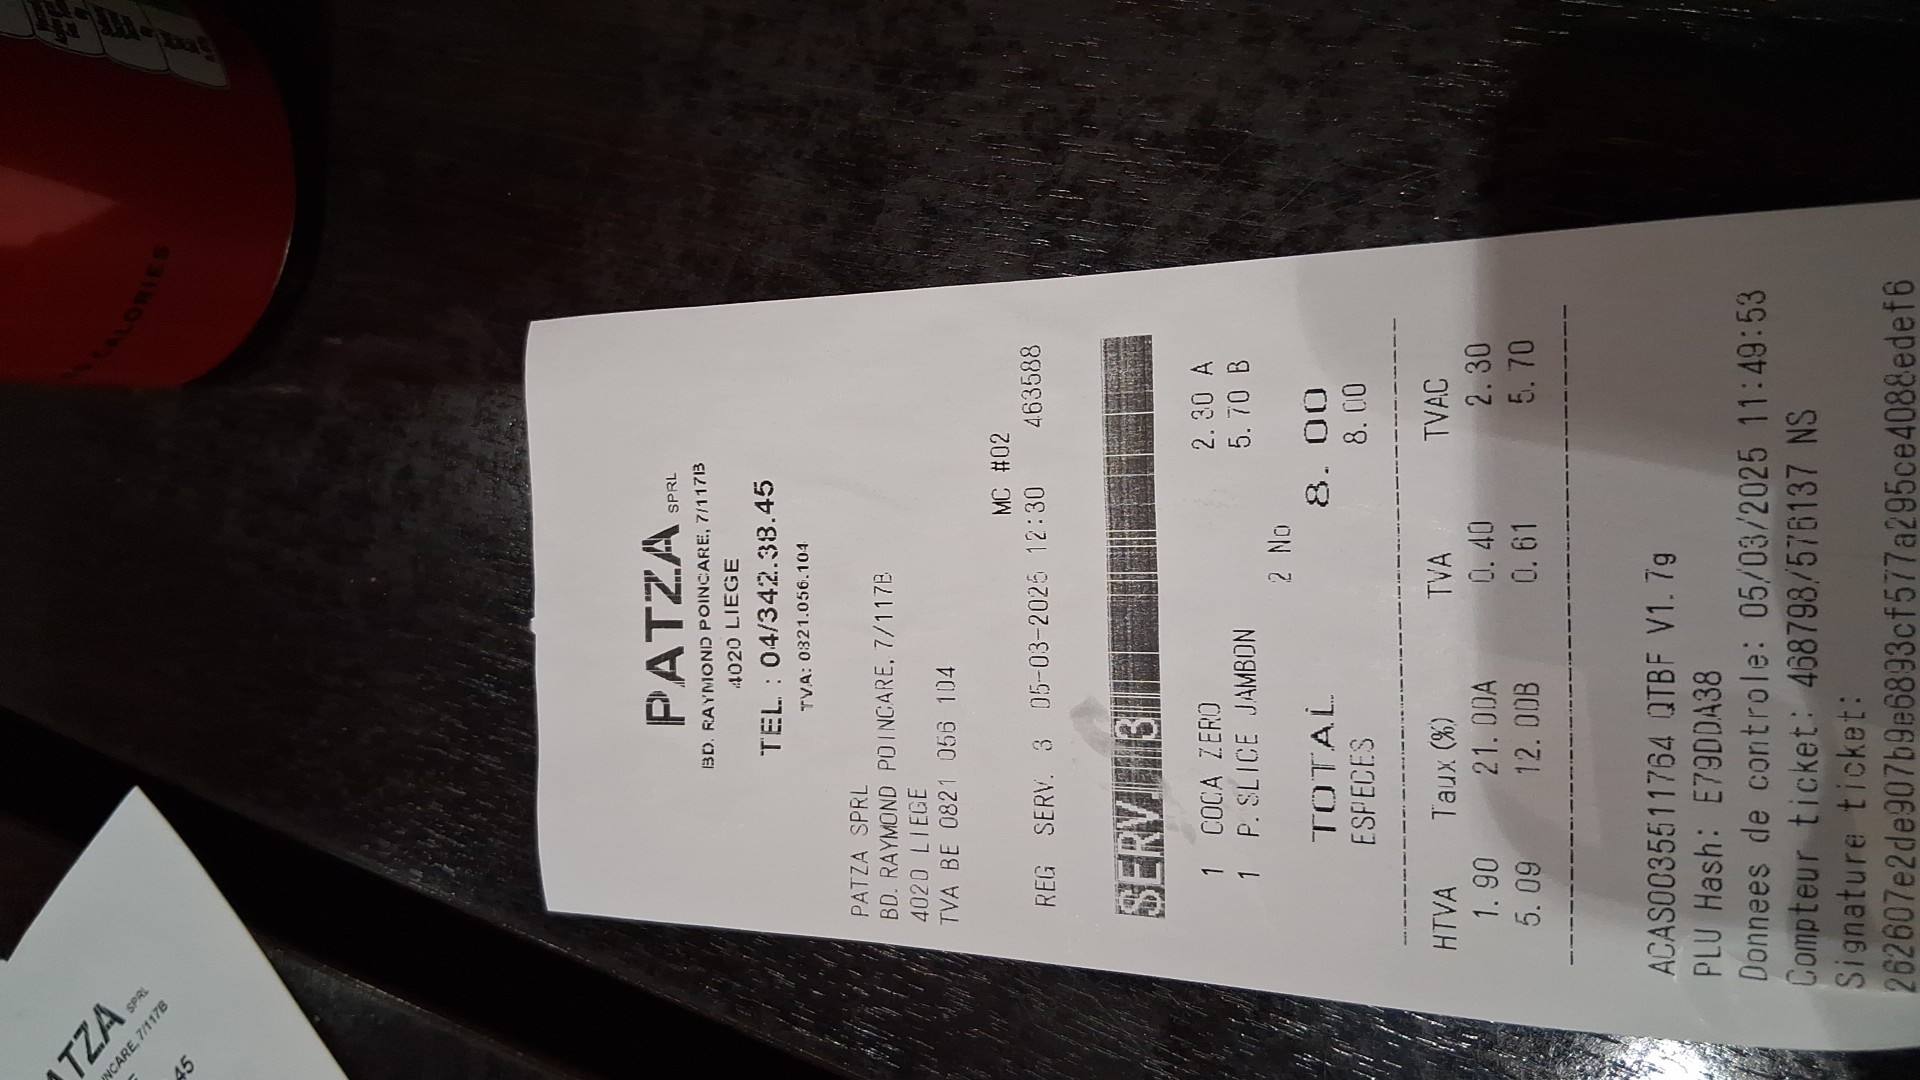 PATZA SPRL
BD. RAYMOND POINCARE, 7/117B
4020 LIEGE
TEL. : 04/342.38.45
TVA: 0821.056.104
PATZA SPRL
BD. RAYMOND POINCARE, 7/117B
4020 LIEGE
TVA BE 0821 056 104
MC #02
REG SERV. 3 05-03-2025 12:30 463588
SERV. 3
1 COCA ZERO 2.30 A
1 P.SLICE JAMBON 5.70 B
2 No
TOTAL 8.00
ESPECES 8.00
HTVA Taux(%) TVA TVAC
1.90 21.00A 0.40 2.30
5.09 12.00B 0.61 5.70
ACAS0035511764 QTBF V1.7g
PLU Hash: E79DDA38
Donnees de controle: 05/03/2025 11:49:53
Compteur ticket: 468798/576137 NS
Signature ticket:
262607e2de907b9e6893cf577a295ce4088edef6
CALORIES
ATZA SPRL
NCARE, 7/117B
45